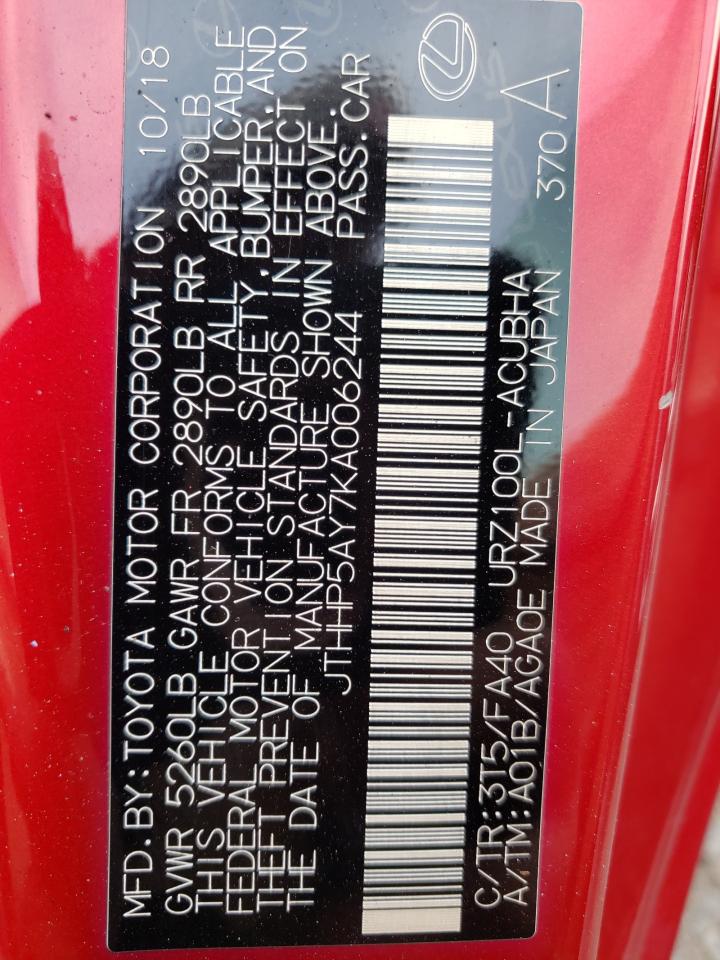 MFD.BY:TOYOTA MOTOR CORPORATION 10/18
GVWR 5260LB GAWR FR 2890LB RR 2890LB
THIS VEHICLE CONFORMS TO ALL APPLICABLE
FEDERAL MOTOR VEHICLE SAFETY, BUMPER, AND
THEFT PREVENTION STANDARDS IN EFFECT ON
THE DATE OF MANUFACTURE SHOWN ABOVE.
JTHHP5AY7KA006244 PASS.CAR
C/TR:3T5/FA40 URZ100L-ACUBHA
A/TM:A01B/AGA0E MADE IN JAPAN 370 A